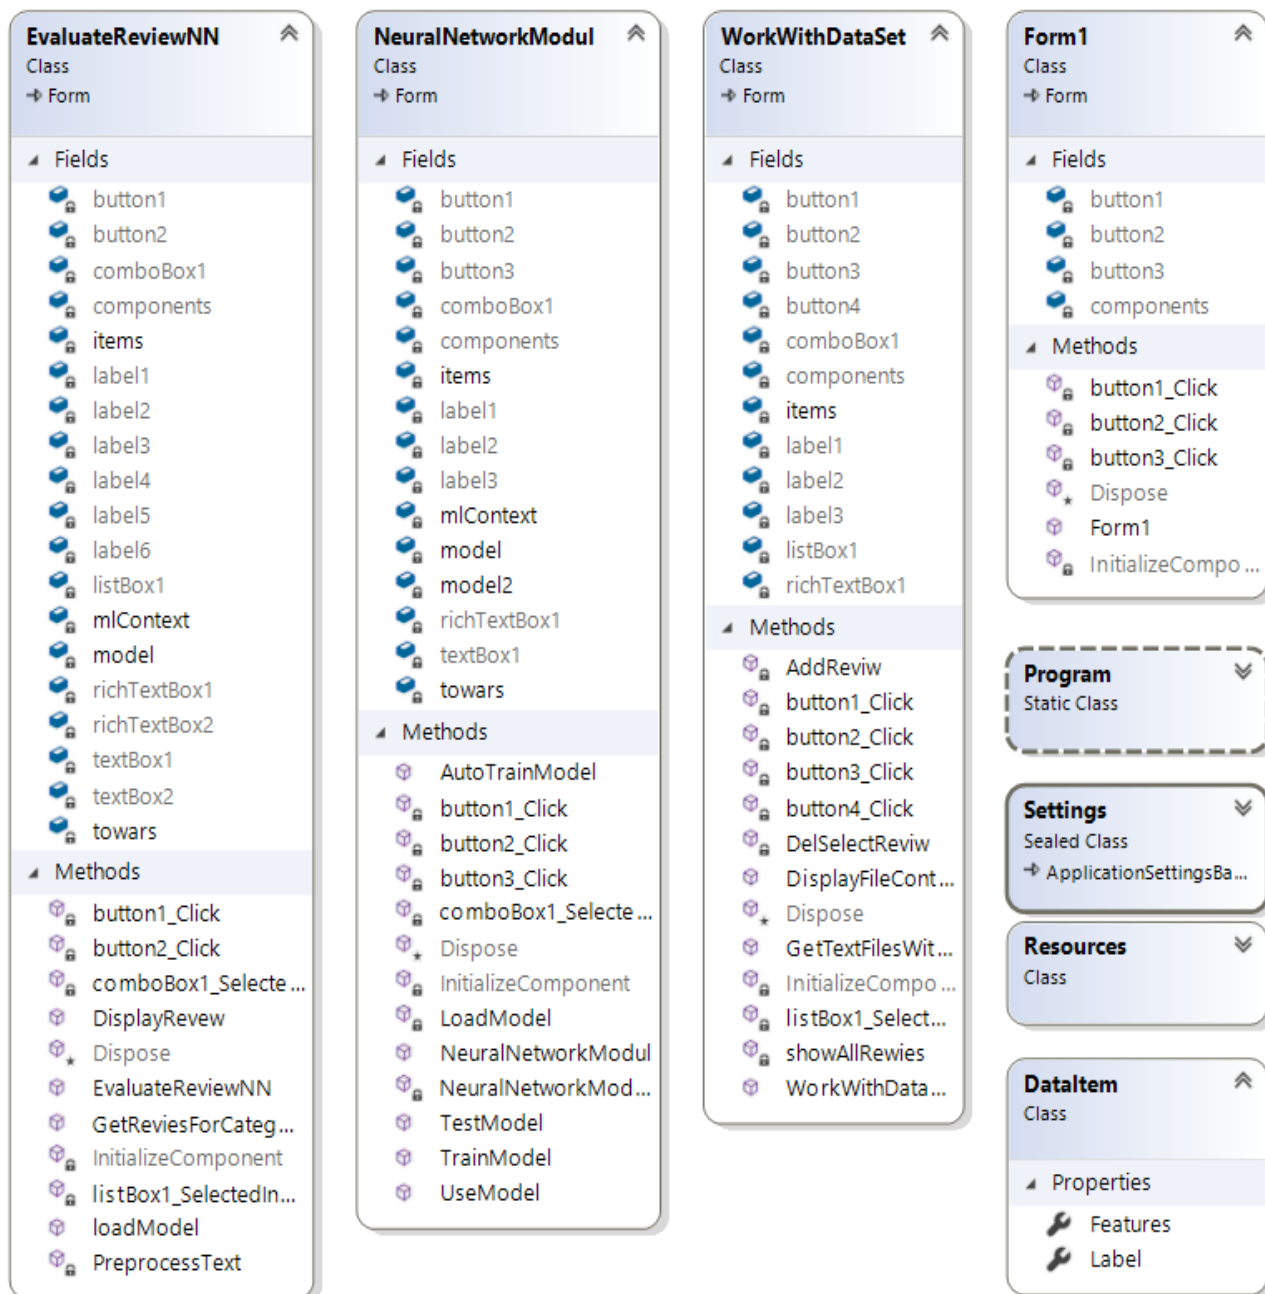 EvaluateReviewNN
Class
Form
Fields
button1
button2
comboBox1
components
items
label1
label2
label3
label4
label5
label6
listBox1
mlContext
model
richTextBox1
richTextBox2
textBox1
textBox2
towars
Methods
button1_Click
button2_Click
comboBox1_Selecte...
DisplayRevew
Dispose
EvaluateReviewNN
GetReviesForCateg...
InitializeComponent
listBox1_SelectedIn...
loadModel
PreprocessText
NeuralNetworkModul
Class
Form
Fields
button1
button2
button3
comboBox1
components
items
label1
label2
label3
mlContext
model
model2
richTextBox1
textBox1
towars
Methods
AutoTrainModel
button1_Click
button2_Click
button3_Click
comboBox1_Selecte...
Dispose
InitializeComponent
LoadModel
NeuralNetworkModul
NeuralNetworkMod...
TestModel
TrainModel
UseModel
WorkWithDataSet
Class
Form
Fields
button1
button2
button3
button4
comboBox1
components
items
label1
label2
label3
listBox1
richTextBox1
Methods
AddReviw
button1_Click
button2_Click
button3_Click
button4_Click
DelSelectReviw
DisplayFileCont...
Dispose
GetTextFilesWit...
InitializeCompo...
listBox1_Select...
showAllRewies
WorkWithData...
Form1
Class
Form
Fields
button1
button2
button3
components
Methods
button1_Click
button2_Click
button3_Click
Dispose
Form1
InitializeCompo...
Program
Static Class
Settings
Sealed Class
ApplicationSettingsBa...
Resources
Class
DataItem
Class
Properties
Features
Label